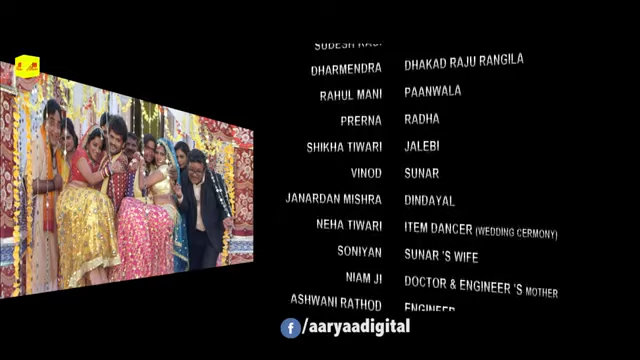 DHARMENDRA DHAKAD RAJU RANGILA
RAHUL MANI PAANWALA
PRERNA RADHA
SHIKHA TIWARI JALEBI
VINOD SUNAR
JANARDAN MISHRA DINDAYAL
NEHA TIWARI ITEM DANCER (WEDDING CERMONY)
SONIYAN SUNAR 'S WIFE
NIAM JI DOCTOR & ENGINEER 'S MOTHER
ASHWANI RATHOD ENGINEER
f/aaryaadigital